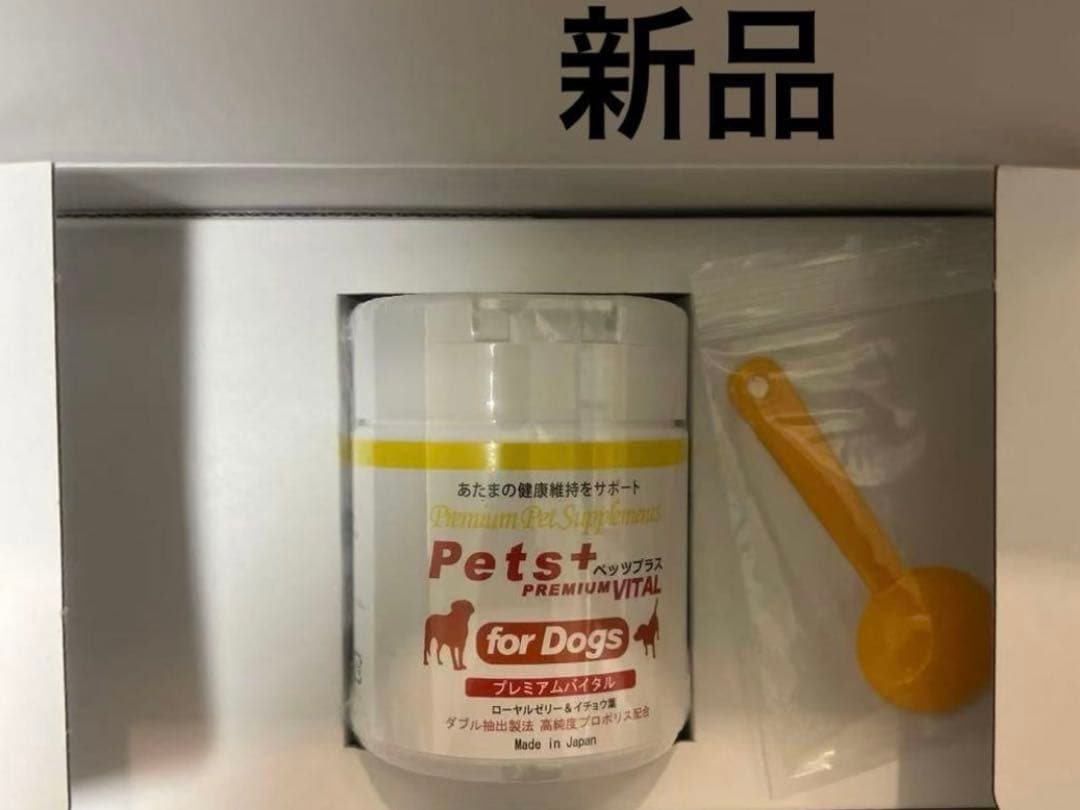 新品
あたまの健康維持をサポート
Premium Pet Supplements
Pets+
ペッツプラス
PREMIUM VITAL
for Dogs
プレミアムバイタル
ローヤルゼリー&イチョウ葉
ダブル抽出製法 高純度プロポリス配合
Made in Japan